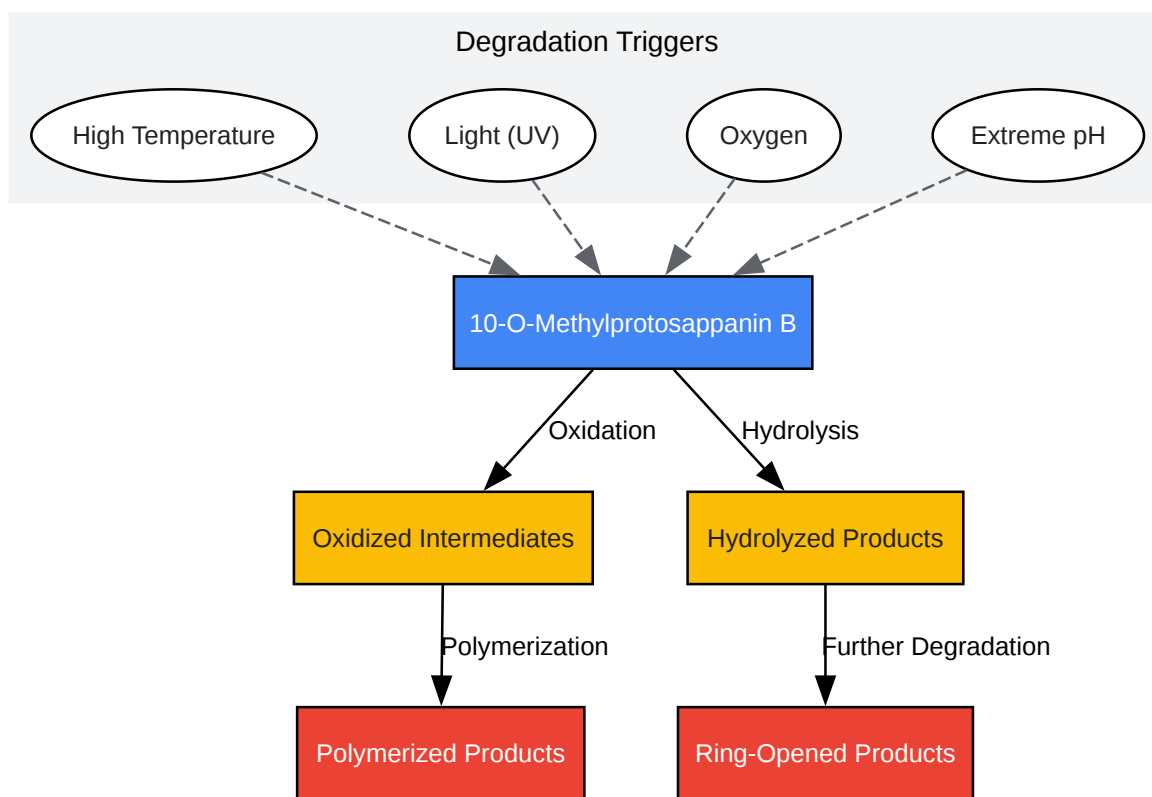 Degradation Triggers
High Temperature
Light (UV)
Oxygen
Extreme pH
10-O-Methylprotosappanin B
Oxidation
Hydrolysis
Oxidized Intermediates
Hydrolyzed Products
Polymerization
Further Degradation
Polymerized Products
Ring-Opened Products